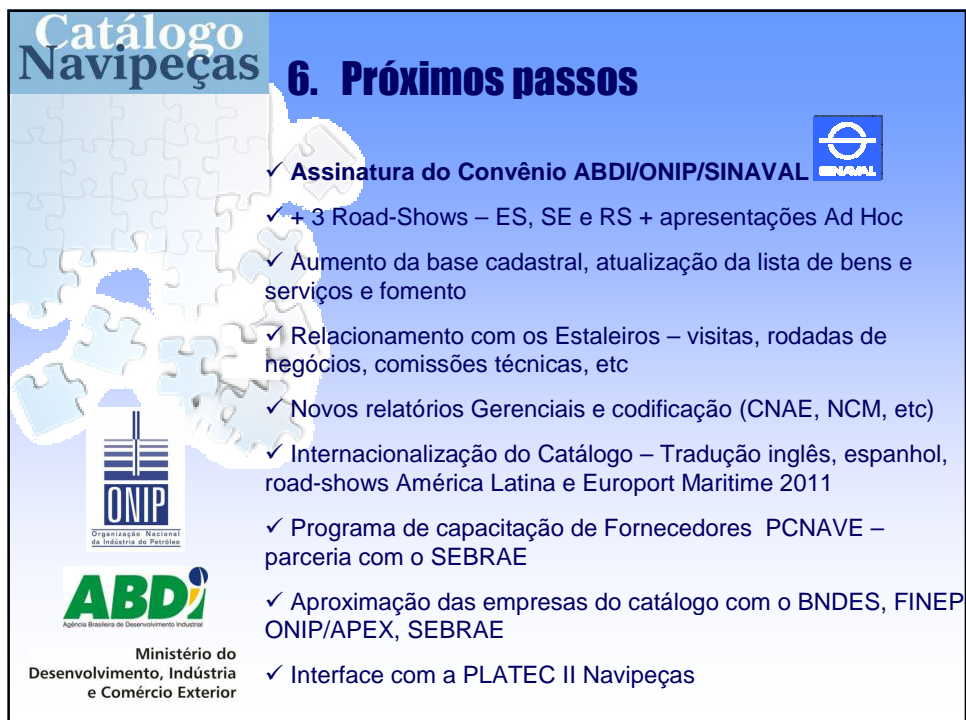 Catálogo
Navipeças
6. Próximos passos
SINAVAL
✓ Assinatura do Convênio ABDI/ONIP/SINAVAL
✓ + 3 Road-Shows – ES, SE e RS + apresentações Ad Hoc
✓ Aumento da base cadastral, atualização da lista de bens e
serviços e fomento
✓ Relacionamento com os Estaleiros – visitas, rodadas de
negócios, comissões técnicas, etc
✓ Novos relatórios Gerenciais e codificação (CNAE, NCM, etc)
✓ Internacionalização do Catálogo – Tradução inglês, espanhol,
road-shows América Latina e Europort Maritime 2011
✓ Programa de capacitação de Fornecedores PCNAVE –
parceria com o SEBRAE
✓ Aproximação das empresas do catálogo com o BNDES, FINEP
ONIP/APEX, SEBRAE
✓ Interface com a PLATEC II Navipeças
ONIP
Organização Nacional
da Indústria do Petróleo
ABDi
Agência Brasileira de Desenvolvimento Industrial
Ministério do
Desenvolvimento, Indústria
e Comércio Exterior